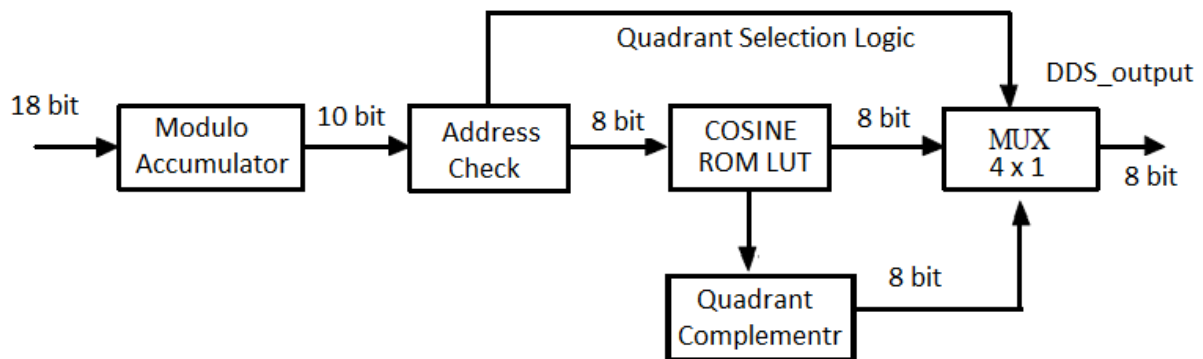 Quadrant Selection Logic
DDS_output
18 bit
Modulo
Accumulator
10 bit
Address
Check
8 bit
COSINE
ROM LUT
8 bit
MUX
4 x 1
8 bit
Quadrant
Complementr
8 bit